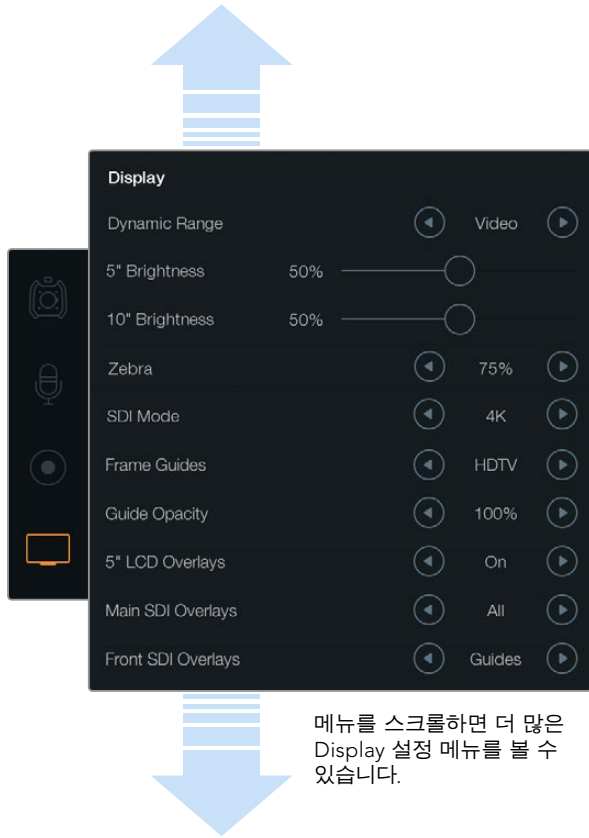 Display
Dynamic Range Video
5" Brightness 50%
10" Brightness 50%
Zebra 75%
SDI Mode 4K
Frame Guides HDTV
Guide Opacity 100%
5" LCD Overlays On
Main SDI Overlays All
Front SDI Overlays Guides
메뉴를 스크롤하면 더 많은
Display 설정 메뉴를 볼 수
있습니다.